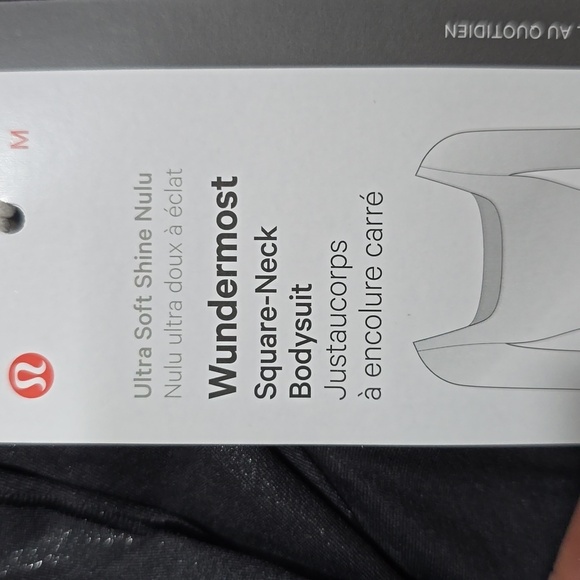 M
Ultra Soft Shine Nulu
Nulu ultra doux à éclat
Wundermost
Square-Neck
Bodysuit
Justaucorps
à encolure carré
AU QUOTIDIEN